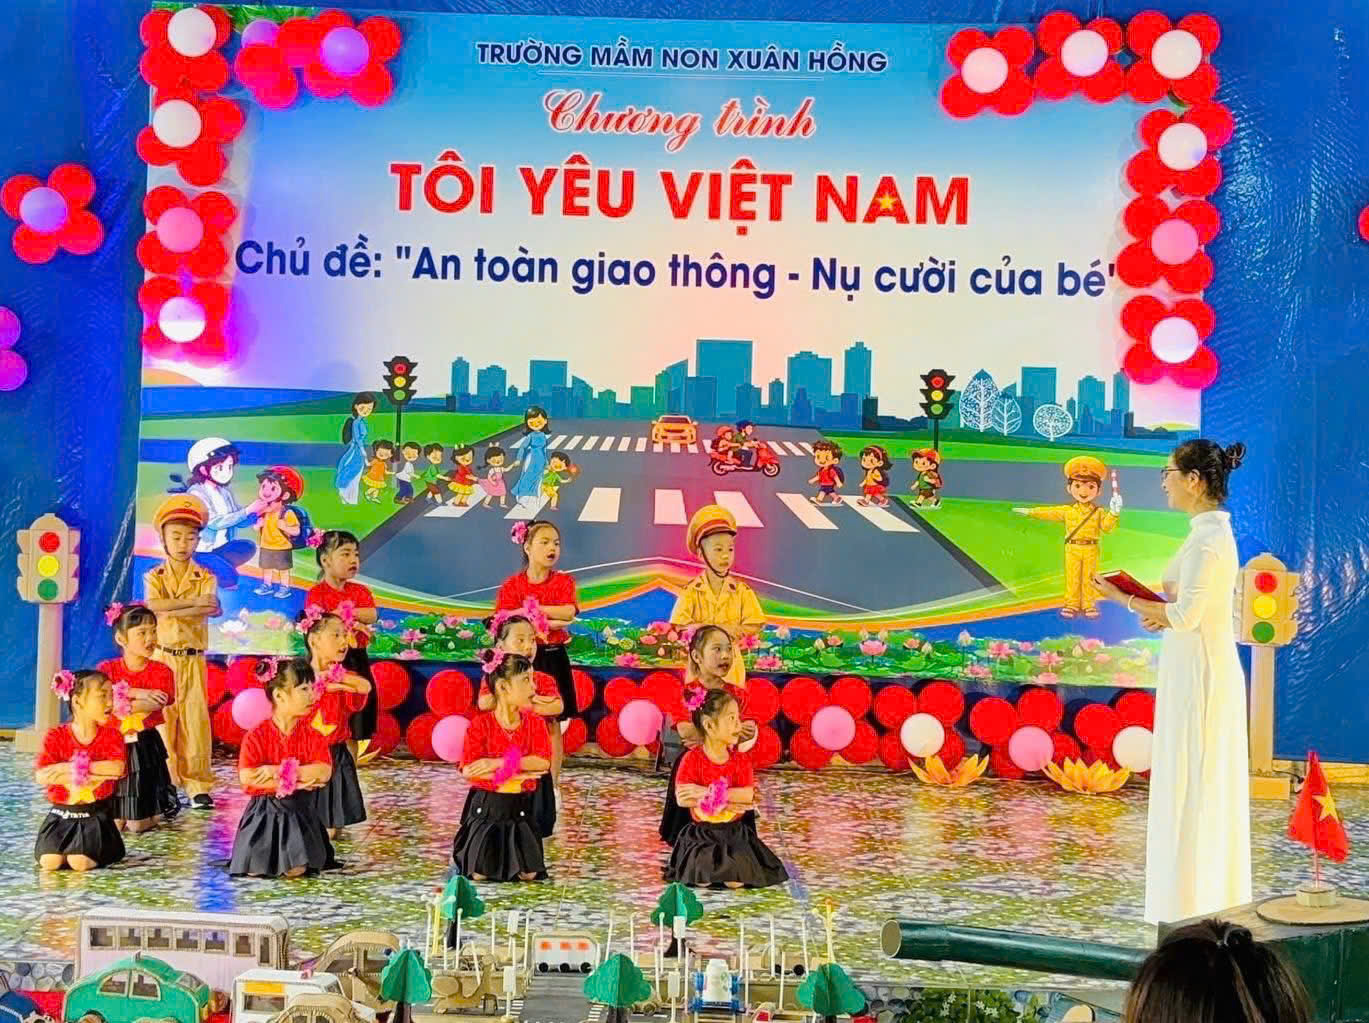 TRƯỜNG MẦM NON XUÂN HỒNG
Chương trình
TÔI YÊU VIỆT NAM
Chủ đề: "An toàn giao thông - Nụ cười của bé"